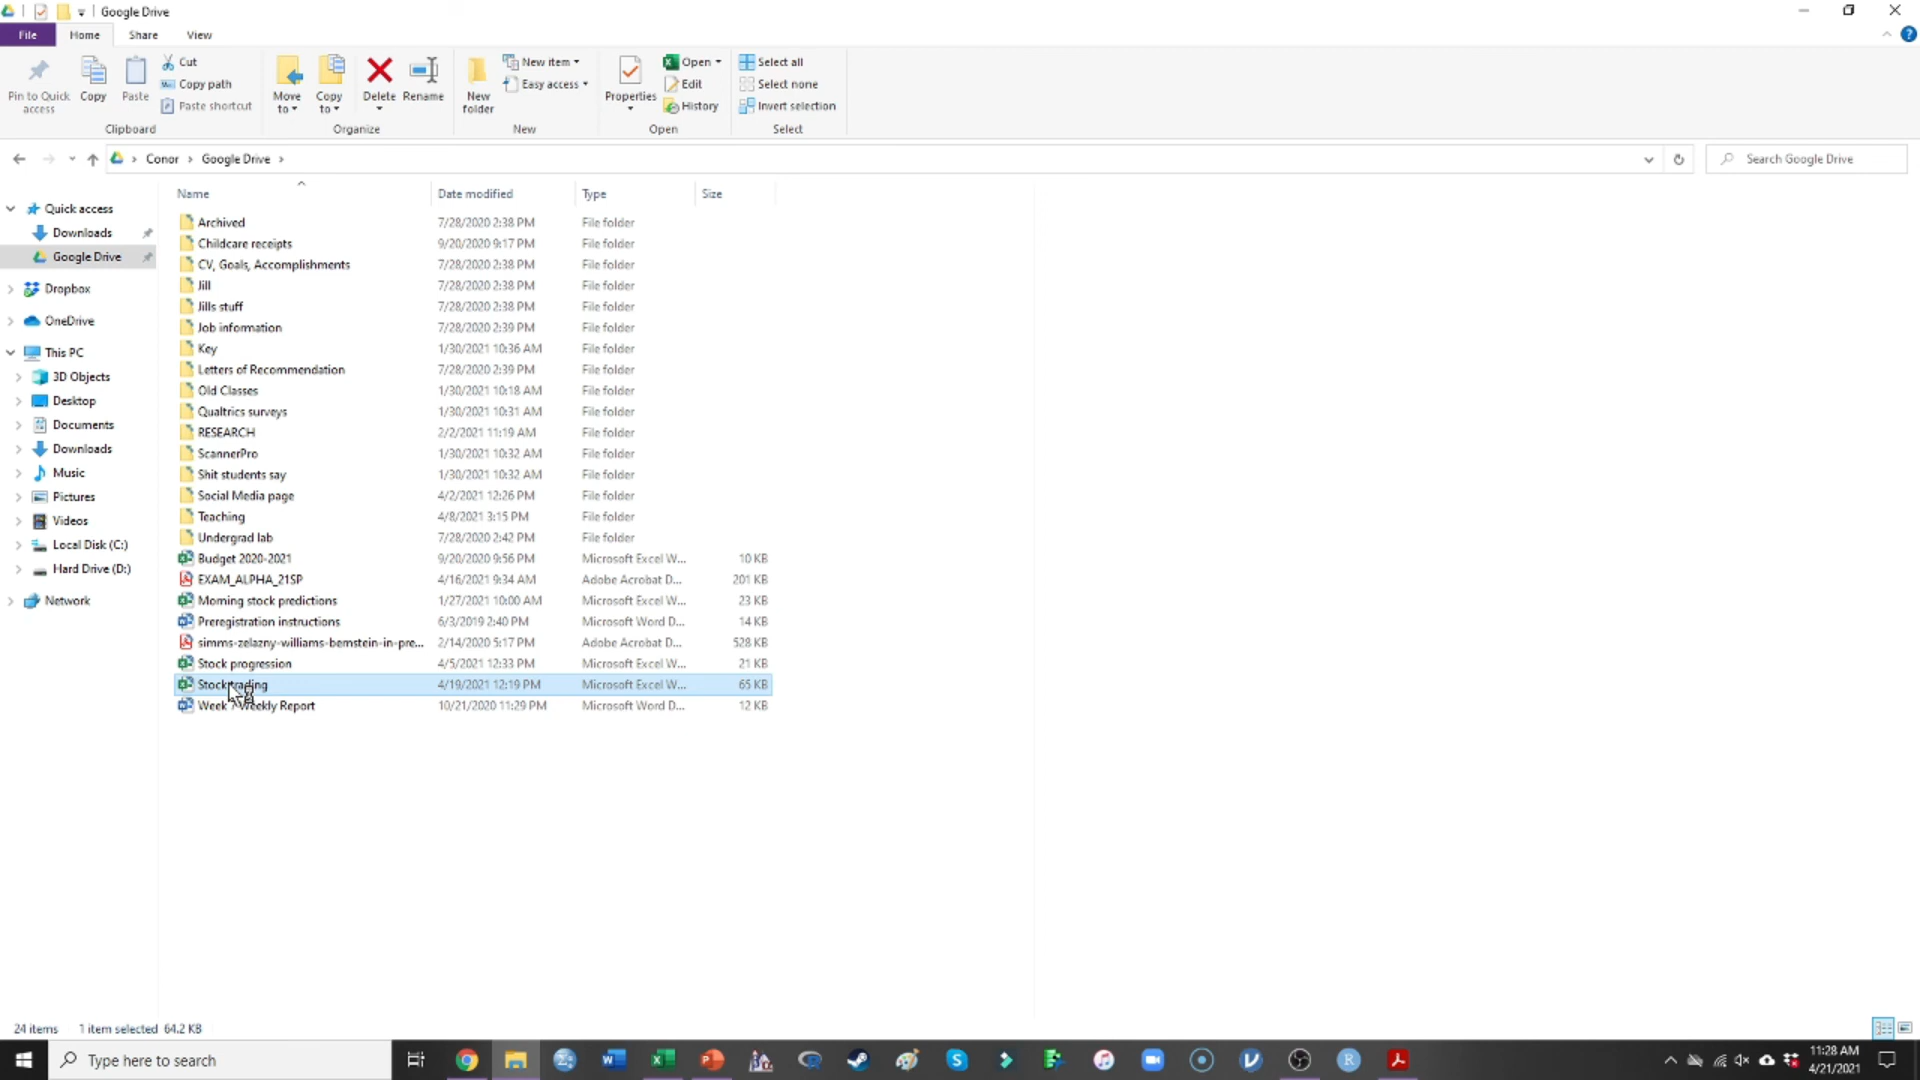 Google Drive
File Home Share View
Pin to Quick access
Copy
Paste
Cut
Copy path
Paste shortcut
Clipboard
Move to
Copy to
Delete
Rename
Organize
New folder
New item
Easy access
New
Properties
Open
Edit
History
Open
Select all
Select none
Invert selection
Select
Conor Google Drive
Search Google Drive
Quick access
Downloads
Google Drive
Dropbox
OneDrive
This PC
3D Objects
Desktop
Documents
Downloads
Music
Pictures
Videos
Local Disk (C:)
Hard Drive (D:)
Network
Name Date modified Type Size
Archived 7/28/2020 2:38 PM File folder
Childcare receipts 9/20/2020 9:17 PM File folder
CV, Goals, Accomplishments 7/28/2020 2:38 PM File folder
Jill 7/28/2020 2:38 PM File folder
Jills stuff 7/28/2020 2:38 PM File folder
Job information 7/28/2020 2:39 PM File folder
Key 1/30/2021 10:36 AM File folder
Letters of Recommendation 7/28/2020 2:39 PM File folder
Old Classes 1/30/2021 10:18 AM File folder
Qualtrics surveys 1/30/2021 10:31 AM File folder
RESEARCH 2/2/2021 11:19 AM File folder
ScannerPro 1/30/2021 10:32 AM File folder
Shit students say 1/30/2021 10:32 AM File folder
Social Media page 4/2/2021 12:26 PM File folder
Teaching 4/8/2021 3:15 PM File folder
Undergrad lab 7/28/2020 2:42 PM File folder
Budget 2020-2021 9/20/2020 9:56 PM Microsoft Excel W... 10 KB
EXAM_ALPHA_21SP 4/16/2021 9:34 AM Adobe Acrobat D... 201 KB
Morning stock predictions 1/27/2021 10:00 AM Microsoft Excel W... 23 KB
Preregistration instructions 6/3/2019 2:40 PM Microsoft Word D... 14 KB
simms-zelazny-williams-bernstein-in-pre... 2/14/2020 5:17 PM Adobe Acrobat D... 528 KB
Stock progression 4/5/2021 12:33 PM Microsoft Excel W... 21 KB
Stock trading 4/19/2021 12:19 PM Microsoft Excel W... 65 KB
Week Weekly Report 10/21/2020 11:29 PM Microsoft Word D... 12 KB
24 items 1 item selected 64.2 KB
Type here to search
11:28 AM
4/21/2021